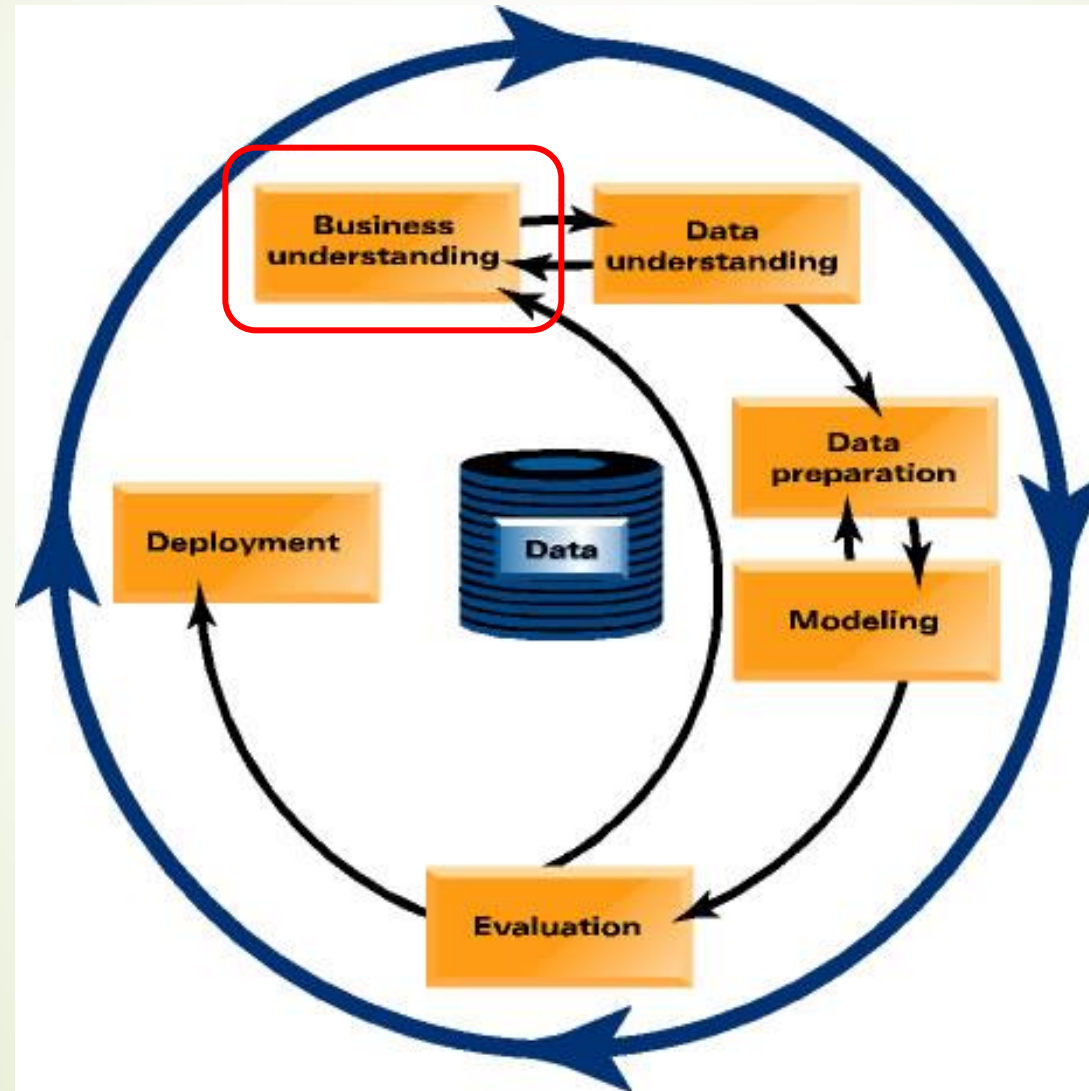 Business
understanding
Data
understanding
Data
preparation
Deployment
Data
Modeling
Evaluation